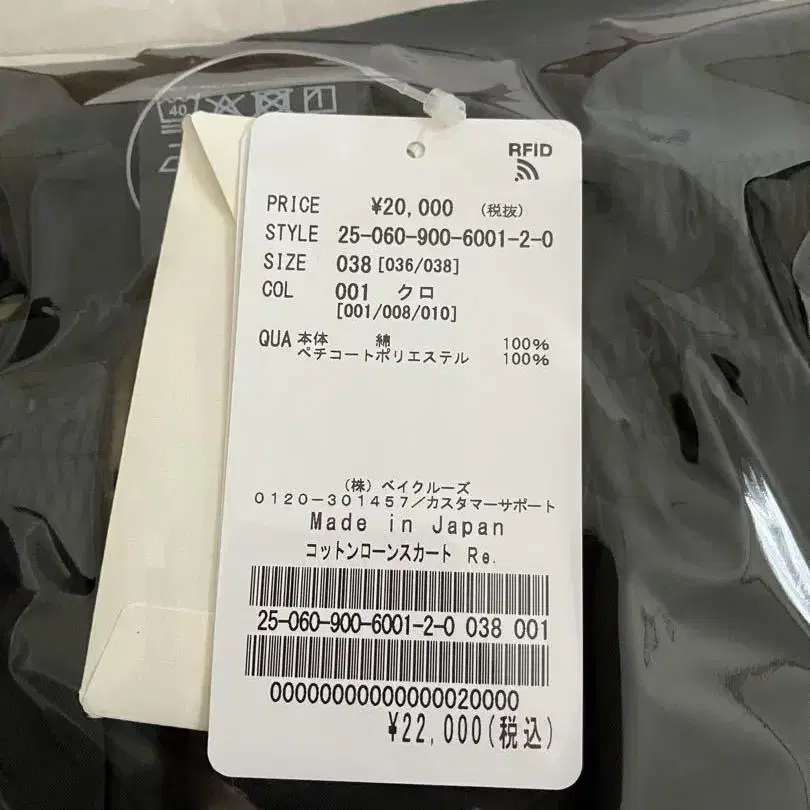 40
RFID
PRICE ¥20,000 (税抜)
STYLE 25-060-900-6001-2-0
SIZE 038 [036/038]
COL 001 クロ
[001/008/010]
QUA 本体 綿 100%
ペチコートポリエステル 100%
(株) ベイクルーズ
0120-301457/カスタマーサポート
Made in Japan
コットンローンスカート Re.
25-060-900-6001-2-0 038 001
00000000000000020000
¥22,000(税込)